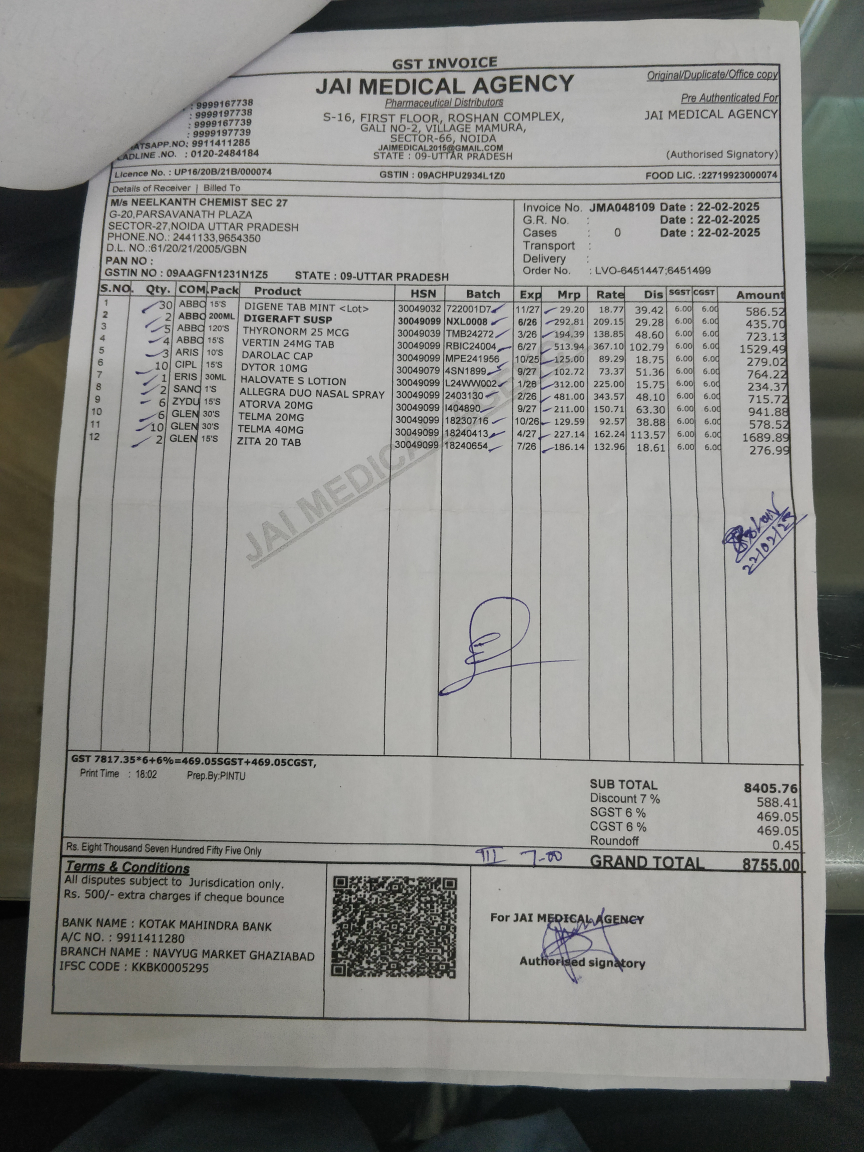 GST INVOICE
Original/Duplicate/Office copy
JAI MEDICAL AGENCY
Pharmaceutical Distributors
Pre Authenticated For
JAI MEDICAL AGENCY
: 9999167738
: 9999197738
: 9999167739
: 9999197739
ATSAPP.NO: 9911411285
ADLINE .NO. : 0120-2484184
S-16, FIRST FLOOR, ROSHAN COMPLEX,
GALI NO-2, VILLAGE MAMURA,
SECTOR-66, NOIDA
JAIMEDICAL2015@GMAIL.COM
STATE : 09-UTTAR PRADESH
(Authorised Signatory)
Licence No. : UP16/20B/21B/000074 GSTIN : 09ACHPU2934L1Z0 FOOD LIC. :22719923000074
Details of Receiver | Billed To
M/s NEELKANTH CHEMIST SEC 27
G-20,PARSAVANATH PLAZA
SECTOR-27,NOIDA UTTAR PRADESH
PHONE.NO.: 2441133,9654350
D.L. NO.:61/20/21/2005/GBN
PAN NO :
GSTIN NO : 09AAGFN1231N1Z5 STATE : 09-UTTAR PRADESH
Invoice No. JMA048109 Date : 22-02-2025
G.R. No. : Date : 22-02-2025
Cases : 0 Date : 22-02-2025
Transport :
Delivery :
Order No. : LVO-6451447;6451499
S.NO. Qty. COM. Pack Product HSN Batch Exp Mrp Rate Dis SGST CGST Amount
1 30 ABBO 15'S DIGENE TAB MINT <Lot> 30049032 722001D7 11/27 29.20 18.77 39.42 6.00 6.00 586.52
2 2 ABBO 200ML DIGERAFT SUSP 30049099 NXL0008 6/26 292.81 209.15 29.28 6.00 6.00 435.70
3 5 ABBO 120'S THYRONORM 25 MCG 30049039 TMB24272 3/26 194.39 138.85 48.60 6.00 6.00 723.13
4 4 ABBO 15'S VERTIN 24MG TAB 30049099 RBIC24004 6/27 513.94 367.10 102.79 6.00 6.00 1529.49
5 3 ARIS 10'S DAROLAC CAP 30049099 MPE241956 10/25 125.00 89.29 18.75 6.00 6.00 279.02
6 10 CIPL 15'S DYTOR 10MG 30049079 4SN1899 9/27 102.72 73.37 51.36 6.00 6.00 764.22
7 1 ERIS 30ML HALOVATE S LOTION 30049099 L24WW002 1/28 312.00 225.00 15.75 6.00 6.00 234.37
8 2 SANO 1'S ALLEGRA DUO NASAL SPRAY 30049099 2403130 2/26 481.00 343.57 48.10 6.00 6.00 715.72
9 6 ZYDU 15'S ATORVA 20MG 30049099 I404890 9/27 211.00 150.71 63.30 6.00 6.00 941.88
10 6 GLEN 30'S TELMA 20MG 30049099 18230716 10/26 129.59 92.57 38.88 6.00 6.00 578.52
11 10 GLEN 30'S TELMA 40MG 30049099 18240413 4/27 227.14 162.24 113.57 6.00 6.00 1689.89
12 2 GLEN 15'S ZITA 20 TAB 30049099 18240654 7/26 186.14 132.96 18.61 6.00 6.00 276.99
JAI MEDICAL AGENCY
22/02/25
GST 7817.35*6+6%=469.05SGST+469.05CGST,
Print Time : 18:02 Prep.By:PINTU
SUB TOTAL 8405.76
Discount 7 % 588.41
SGST 6 % 469.05
CGST 6 % 469.05
Roundoff 0.45
Rs. Eight Thousand Seven Hundred Fifty Five Only
III 7-00
GRAND TOTAL 8755.00
Terms & Conditions
All disputes subject to Jurisdication only.
Rs. 500/- extra charges if cheque bounce
BANK NAME : KOTAK MAHINDRA BANK
A/C NO. : 9911411280
BRANCH NAME : NAVYUG MARKET GHAZIABAD
IFSC CODE : KKBK0005295
For JAI MEDICAL AGENCY
Authorised signatory